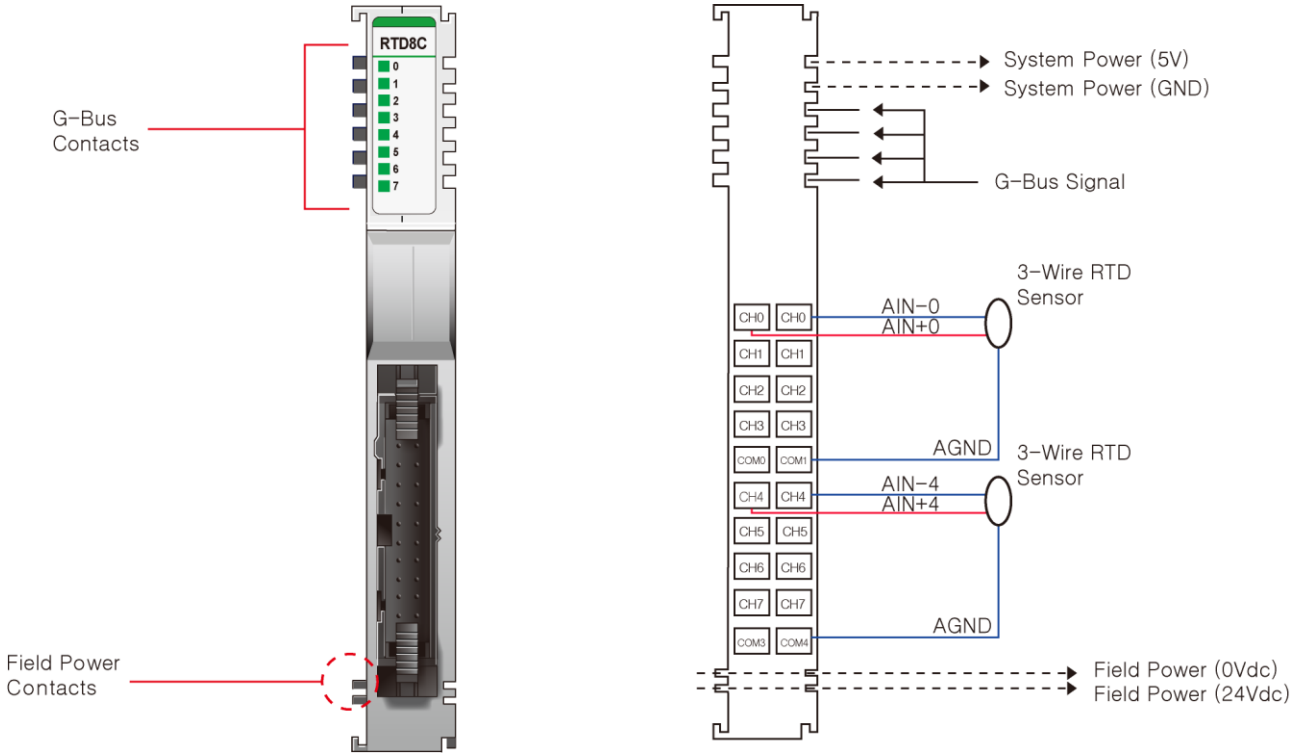 RTD8C
0
1
2
3
4
5
6
7
G-Bus
Contacts
Field Power
Contacts
System Power (5V)
System Power (GND)
G-Bus Signal
3-Wire RTD
Sensor
AIN-0
AIN+0
CH0 CH0
CH1 CH1
CH2 CH2
CH3 CH3
COM0 COM1
AGND
3-Wire RTD
Sensor
AIN-4
AIN+4
CH4 CH4
CH5 CH5
CH6 CH6
CH7 CH7
COM3 COM4
AGND
Field Power (0Vdc)
Field Power (24Vdc)